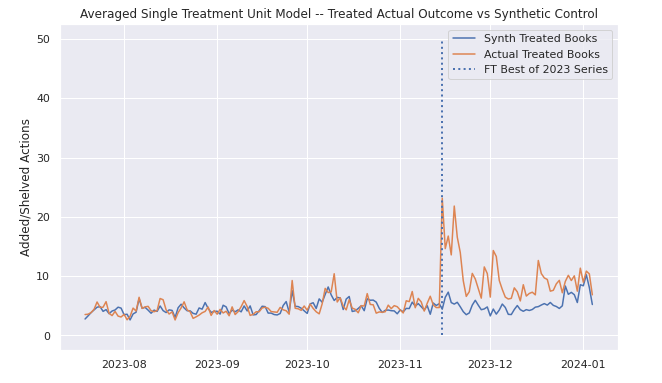 Averaged Single Treatment Unit Model -- Treated Actual Outcome vs Synthetic Control
Synth Treated Books
Actual Treated Books
FT Best of 2023 Series
Added/Shelved Actions
50
40
30
20
10
0
2023-08
2023-09
2023-10
2023-11
2023-12
2024-01